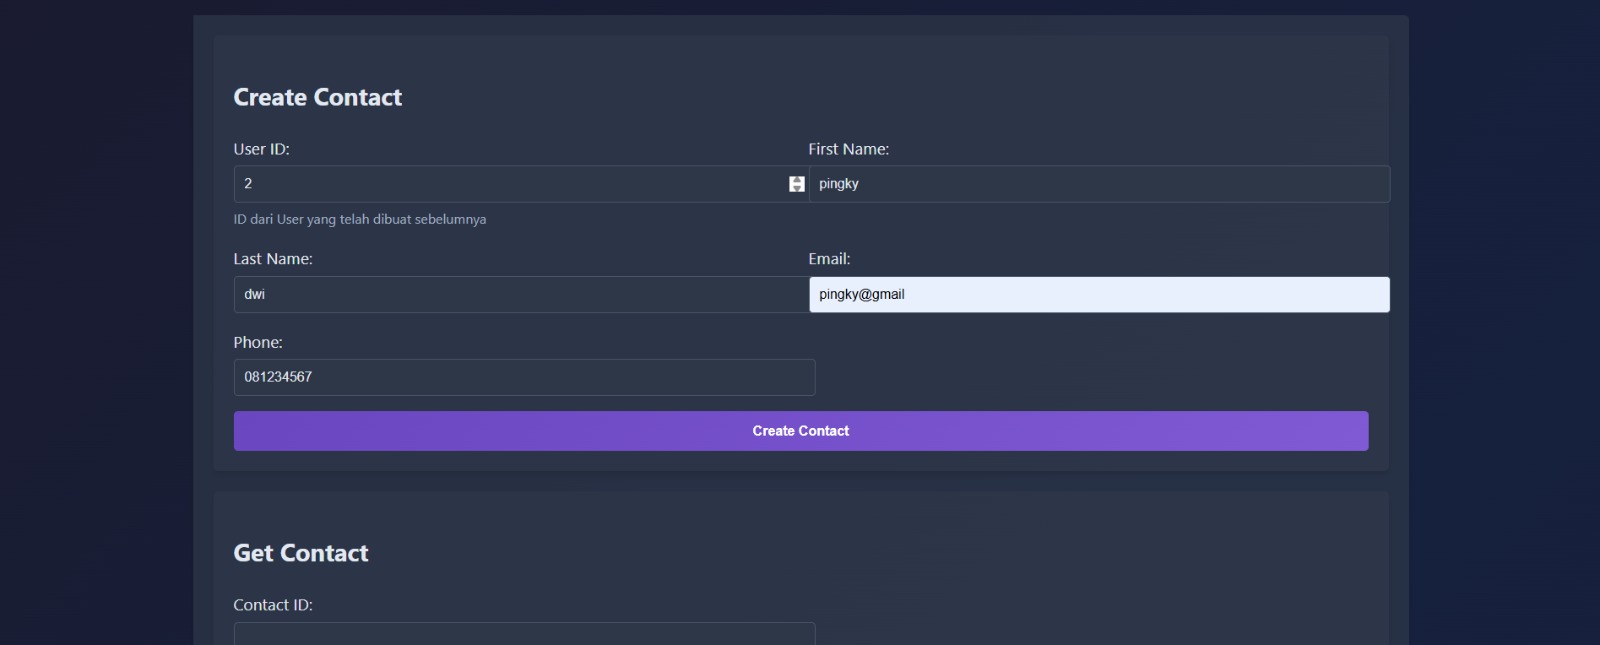 Create Contact
User ID: First Name:
2 pingky
ID dari User yang telah dibuat sebelumnya
Last Name: Email:
dwi pingky@gmail
Phone:
081234567
Create Contact
Get Contact
Contact ID: